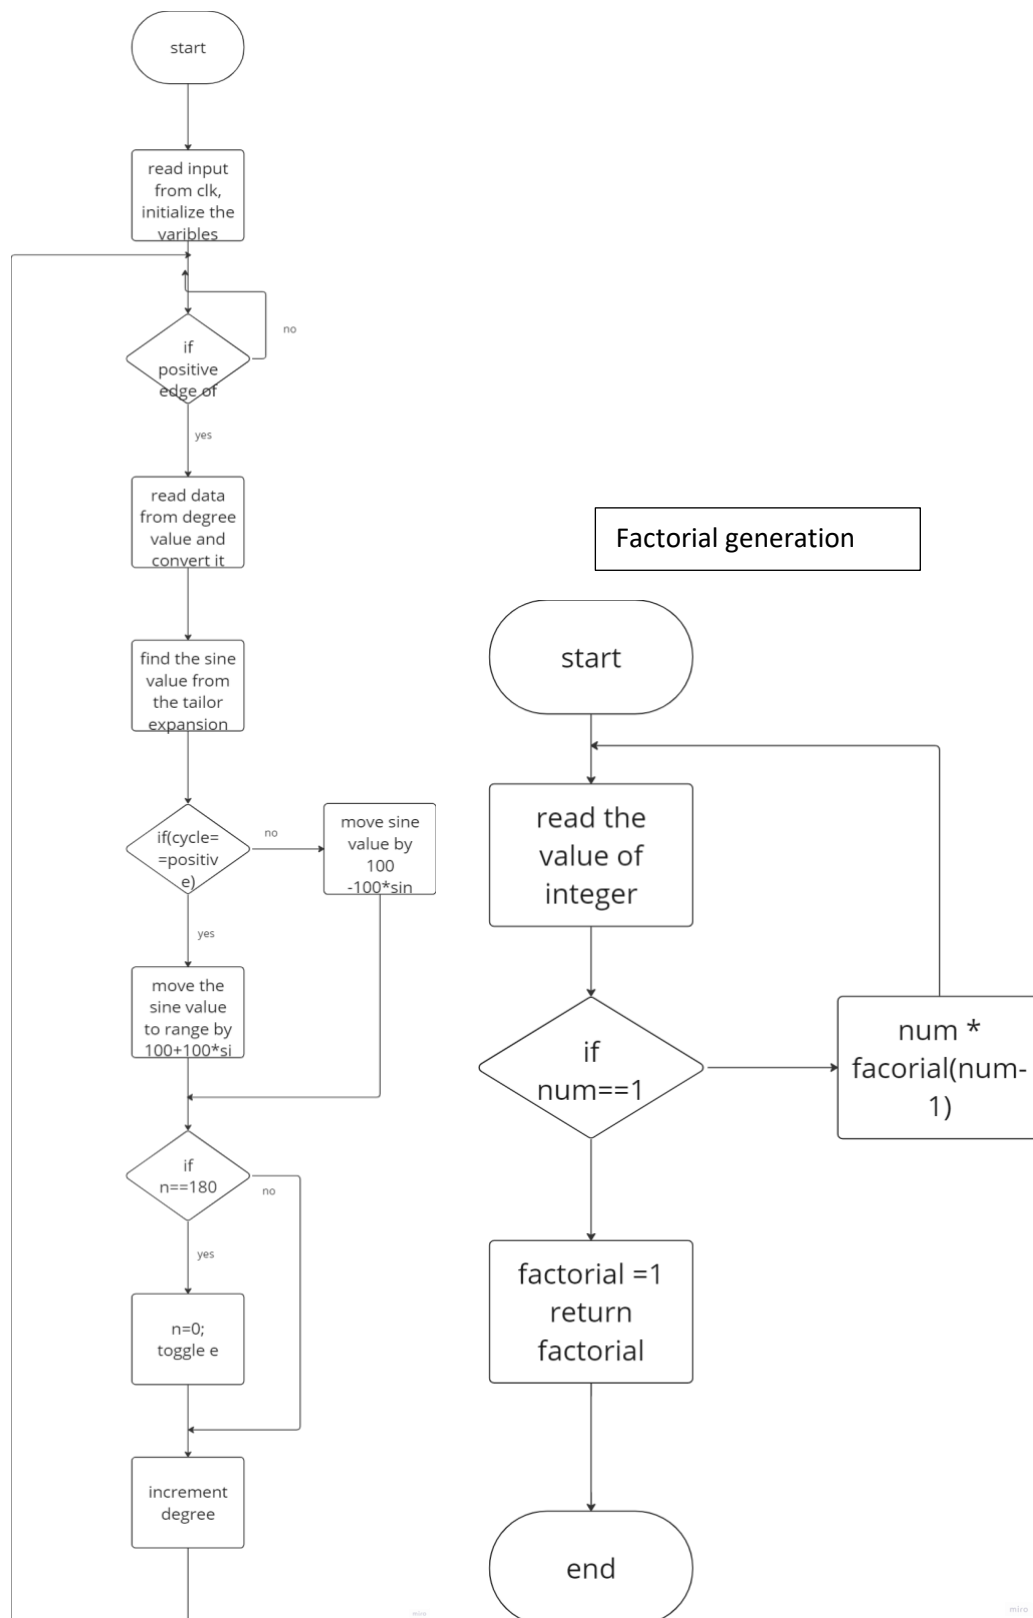 start
read input
from clk,
initialize the
varibles
no
if
positive
edge of
yes
read data
from degree
value and
convert it
find the sine
value from
the tailor
expansion
if(cycle=
=positiv
e)
no
move sine
value by
100
-100*sin
yes
move the
sine value
to range by
100+100*si
if
n==180
no
yes
n=0;
toggle e
increment
degree
miro
Factorial generation
start
read the
value of
integer
if
num==1
num *
facorial(num-
1)
factorial =1
return
factorial
end
miro